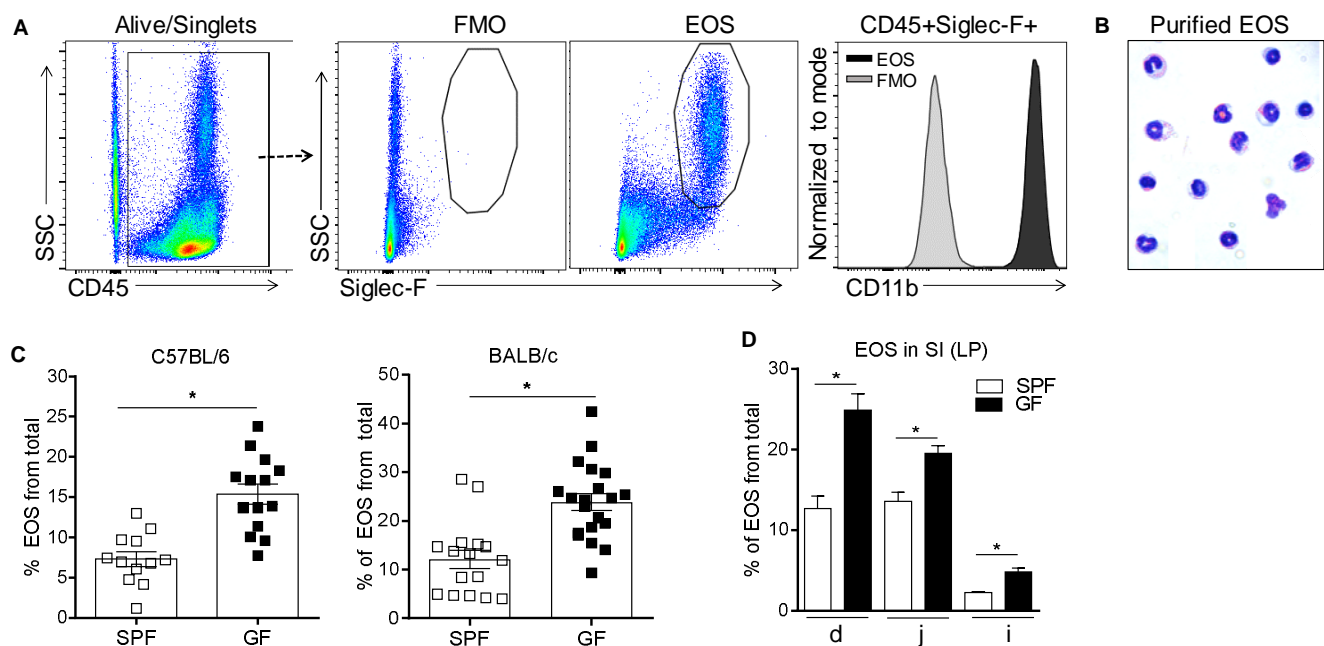 A
Alive/Singlets
FMO
EOS
CD45+Siglec-F+
B
Purified EOS
SSC
SSC
Normalized to mode
EOS
FMO
CD45
Siglec-F
CD11b
C
C57BL/6
BALB/c
D
EOS in SI (LP)
% EOS from total
30
25
20
15
10
5
0
*
SPF
GF
% of EOS from total
50
40
30
20
10
0
*
SPF
GF
% of EOS from total
30
20
10
0
*
*
*
SPF
GF
d
j
i